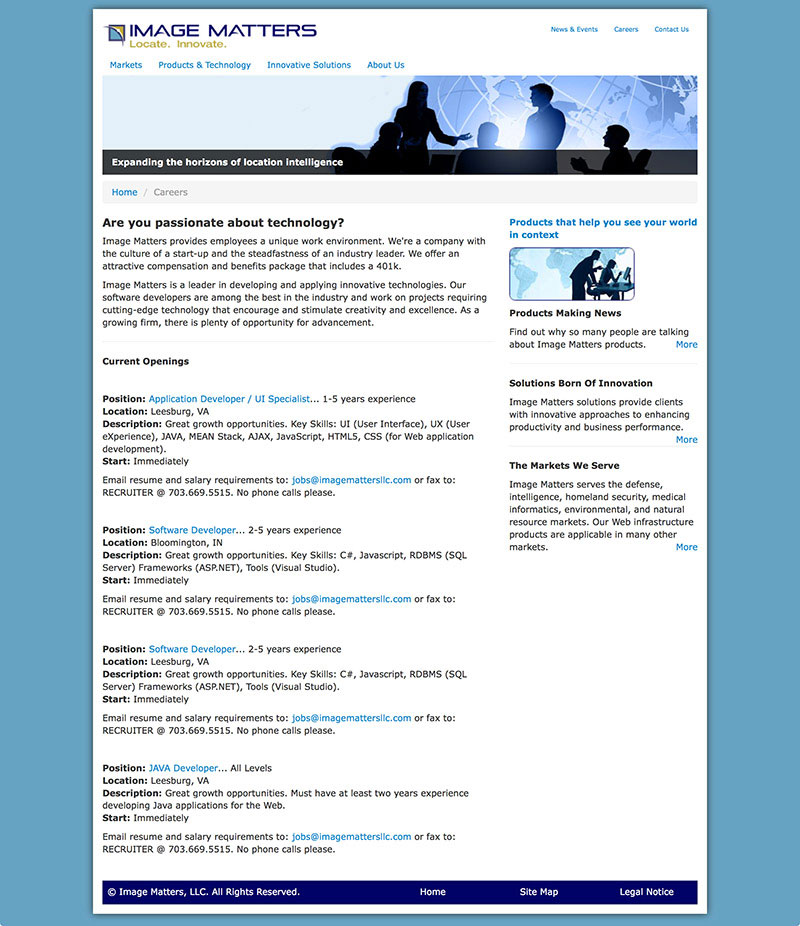 IMAGE MATTERS
Locate. Innovate.
News & Events Careers Contact Us
Markets Products & Technology Innovative Solutions About Us
Expanding the horizons of location intelligence
Home / Careers
Are you passionate about technology?
Image Matters provides employees a unique work environment. We're a company with
the culture of a start-up and the steadfastness of an industry leader. We offer an
attractive compensation and benefits package that includes a 401k.
Image Matters is a leader in developing and applying innovative technologies. Our
software developers are among the best in the industry and work on projects requiring
cutting-edge technology that encourage and stimulate creativity and excellence. As a
growing firm, there is plenty of opportunity for advancement.
Current Openings
Position: Application Developer / UI Specialist... 1-5 years experience
Location: Leesburg, VA
Description: Great growth opportunities. Key Skills: UI (User Interface), UX (User
eXperience), JAVA, MEAN Stack, AJAX, JavaScript, HTML5, CSS (for Web application
development).
Start: Immediately
Email resume and salary requirements to: jobs@imagemattersllc.com or fax to:
RECRUITER @ 703.669.5515. No phone calls please.
Position: Software Developer... 2-5 years experience
Location: Bloomington, IN
Description: Great growth opportunities. Key Skills: C#, Javascript, RDBMS (SQL
Server) Frameworks (ASP.NET), Tools (Visual Studio).
Start: Immediately
Email resume and salary requirements to: jobs@imagemattersllc.com or fax to:
RECRUITER @ 703.669.5515. No phone calls please.
Position: Software Developer... 2-5 years experience
Location: Leesburg, VA
Description: Great growth opportunities. Key Skills: C#, Javascript, RDBMS (SQL
Server) Frameworks (ASP.NET), Tools (Visual Studio).
Start: Immediately
Email resume and salary requirements to: jobs@imagemattersllc.com or fax to:
RECRUITER @ 703.669.5515. No phone calls please.
Position: JAVA Developer... All Levels
Location: Leesburg, VA
Description: Great growth opportunities. Must have at least two years experience
developing Java applications for the Web.
Start: Immediately
Email resume and salary requirements to: jobs@imagemattersllc.com or fax to:
RECRUITER @ 703.669.5515. No phone calls please.
Products that help you see your world
in context
Products Making News
Find out why so many people are talking
about Image Matters products. More
Solutions Born Of Innovation
Image Matters solutions provide clients
with innovative approaches to enhancing
productivity and business performance.
More
The Markets We Serve
Image Matters serves the defense,
intelligence, homeland security, medical
informatics, environmental, and natural
resource markets. Our Web infrastructure
products are applicable in many other
markets. More
© Image Matters, LLC. All Rights Reserved. Home Site Map Legal Notice